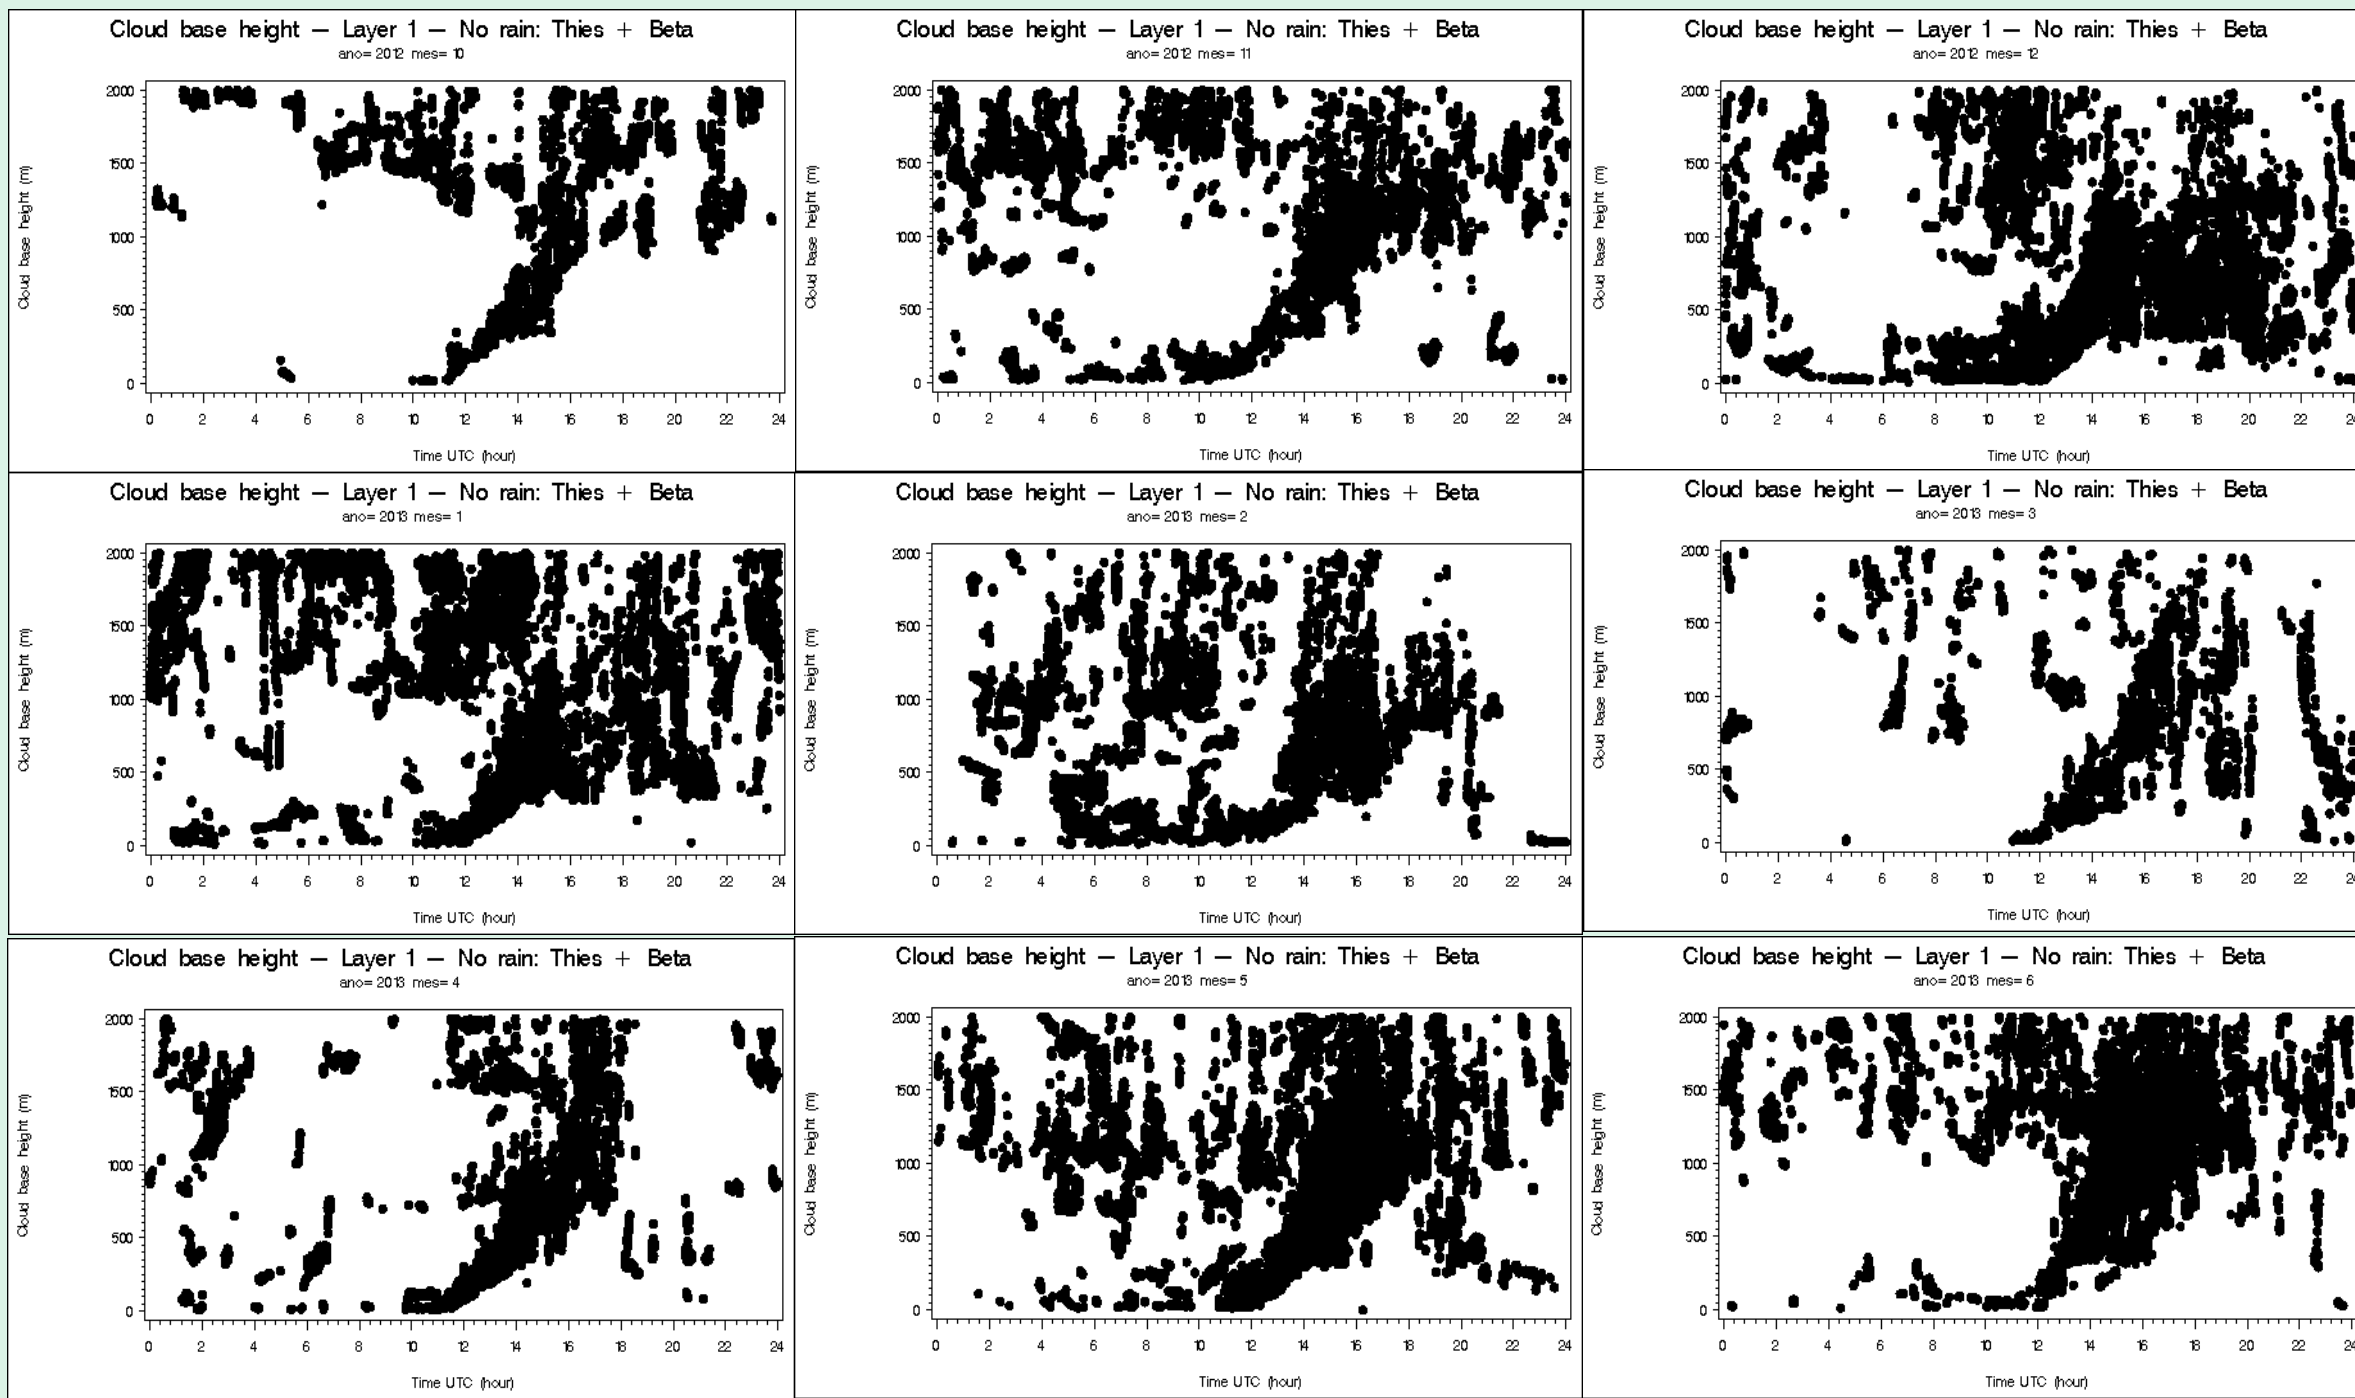 Cloud base height — Layer 1 — No rain: Thies + Beta
ano= 2012 mes= 10
Cloud base height (m)
2000
1500
1000
500
0
0 2 4 6 8 10 12 14 16 18 20 22 24
Time UTC (hour)
Cloud base height — Layer 1 — No rain: Thies + Beta
ano= 2012 mes= 11
Cloud base height (m)
2000
1500
1000
500
0
0 2 4 6 8 10 12 14 16 18 20 22 24
Time UTC (hour)
Cloud base height — Layer 1 — No rain: Thies + Beta
ano= 2012 mes= 12
Cloud base height (m)
2000
1500
1000
500
0
0 2 4 6 8 10 12 14 16 18 20 22
Time UTC (hour)
Cloud base height — Layer 1 — No rain: Thies + Beta
ano= 2013 mes= 1
Cloud base height (m)
2000
1500
1000
500
0
0 2 4 6 8 10 12 14 16 18 20 22 24
Time UTC (hour)
Cloud base height — Layer 1 — No rain: Thies + Beta
ano= 2013 mes= 2
Cloud base height (m)
2000
1500
1000
500
0
0 2 4 6 8 10 12 14 16 18 20 22 24
Time UTC (hour)
Cloud base height — Layer 1 — No rain: Thies + Beta
ano= 2013 mes= 3
Cloud base height (m)
2000
1500
1000
500
0
0 2 4 6 8 10 12 14 16 18 20 22
Time UTC (hour)
Cloud base height — Layer 1 — No rain: Thies + Beta
ano= 2013 mes= 4
Cloud base height (m)
2000
1500
1000
500
0
0 2 4 6 8 10 12 14 16 18 20 22 24
Time UTC (hour)
Cloud base height — Layer 1 — No rain: Thies + Beta
ano= 2013 mes= 5
Cloud base height (m)
2000
1500
1000
500
0
0 2 4 6 8 10 12 14 16 18 20 22 24
Time UTC (hour)
Cloud base height — Layer 1 — No rain: Thies + Beta
ano= 2013 mes= 6
Cloud base height (m)
2000
1500
1000
500
0
0 2 4 6 8 10 12 14 16 18 20 22
Time UTC (hour)